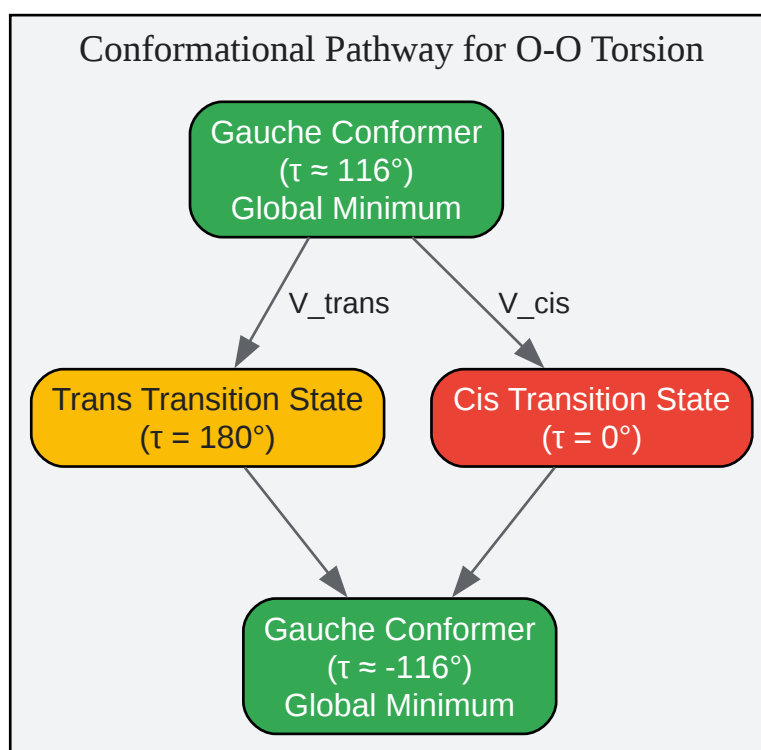 Conformational Pathway for O-O Torsion
Gauche Conformer
(τ ≈ 116°)
Global Minimum
V_trans
V_cis
Trans Transition State
(τ = 180°)
Cis Transition State
(τ = 0°)
Gauche Conformer
(τ ≈ -116°)
Global Minimum